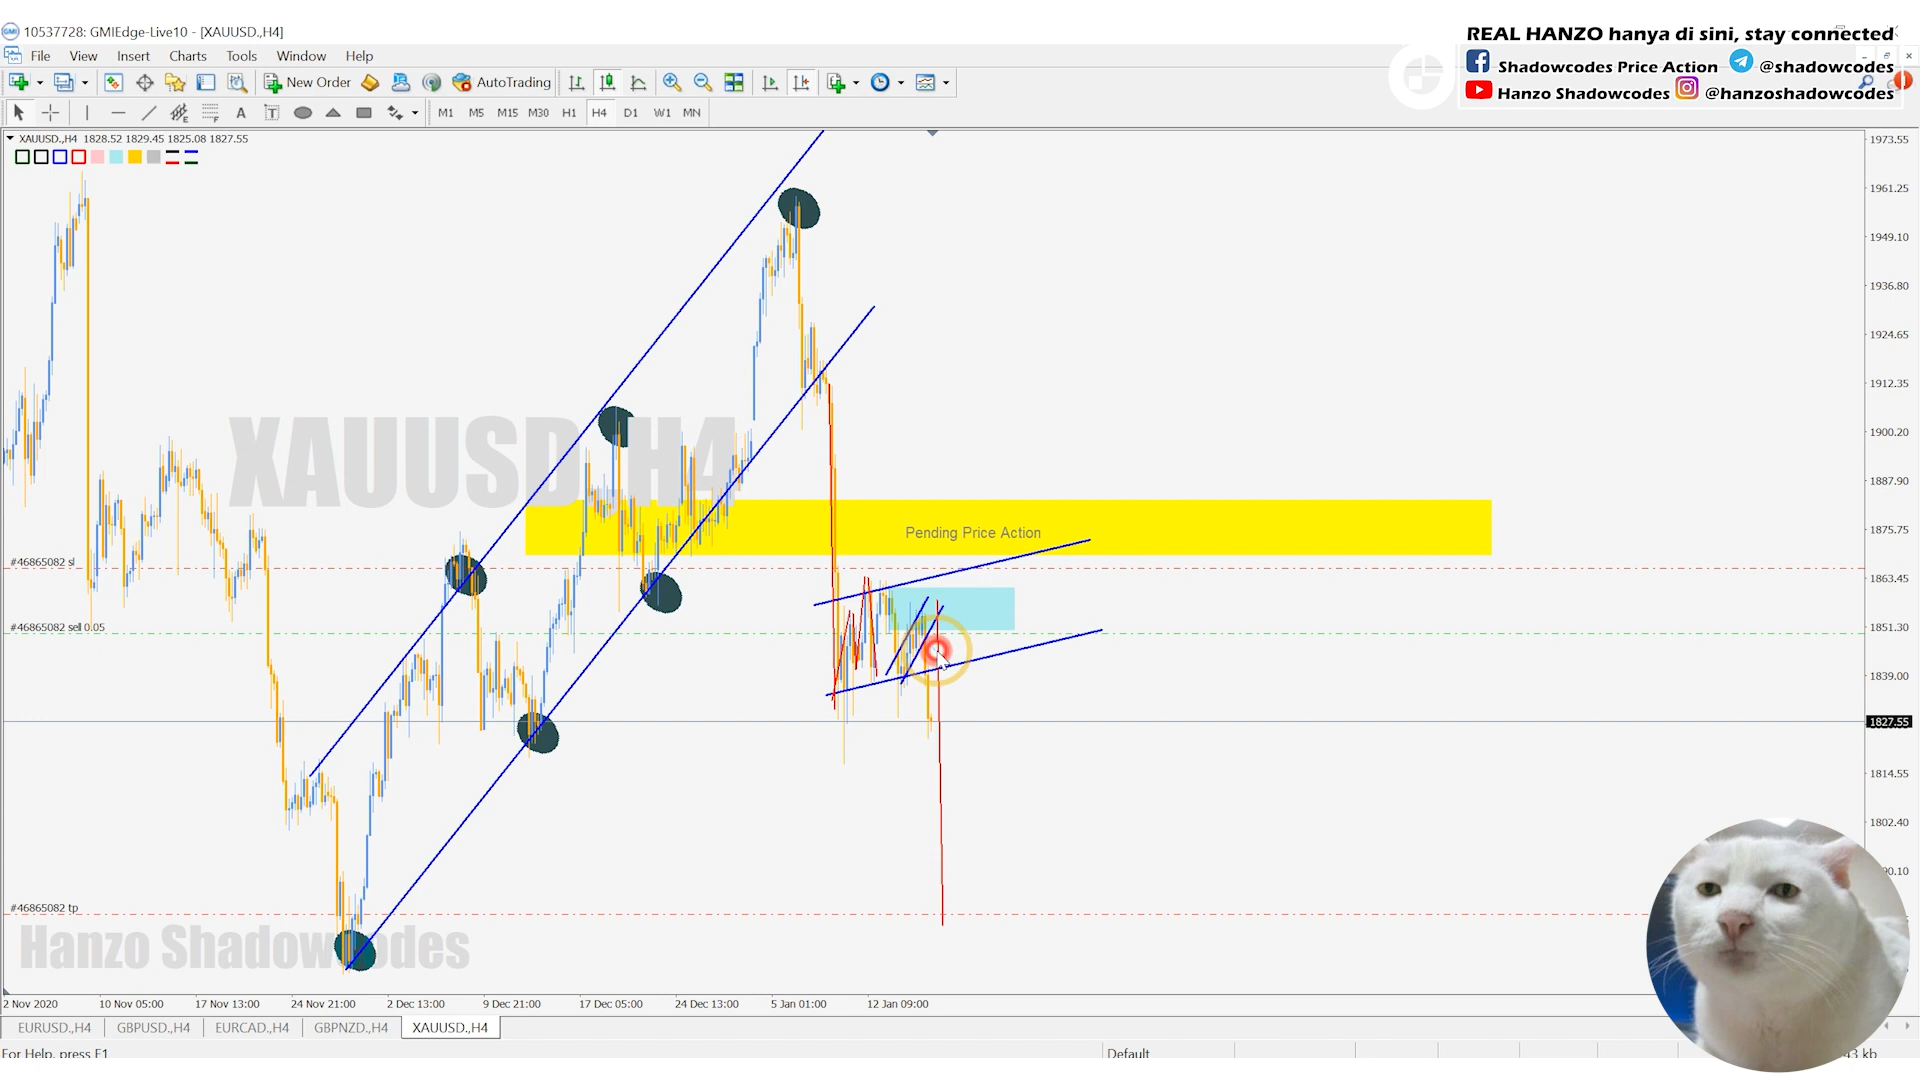 10537728: GMIEdge-Live10 - [XAUUSD.,H4]
REAL HANZO hanya di sini, stay connected
File View Insert Charts Tools Window Help
Shadowcodes Price Action @shadowcodes
New Order AutoTrading
Hanzo Shadowcodes @hanzoshadowcodes
A T M1 M5 M15 M30 H1 H4 D1 W1 MN
XAUUSD.,H4 1828.52 1829.45 1825.08 1827.55
1973.55
1961.25
1949.10
1936.80
1924.65
1912.35
1900.20
XAUUSD.,H4
1887.90
1875.75
Pending Price Action
#46865082 sl
1863.45
#46865082 sell 0.05
1851.30
1839.00
1827.55
1814.55
1802.40
#46865082 tp
Hanzo Shadowcodes
2 Nov 2020 10 Nov 05:00 17 Nov 13:00 24 Nov 21:00 2 Dec 13:00 9 Dec 21:00 17 Dec 05:00 24 Dec 13:00 5 Jan 01:00 12 Jan 09:00
EURUSD.,H4 GBPUSD.,H4 EURCAD.,H4 GBPNZD.,H4 XAUUSD.,H4
For Help, press F1 Default kb